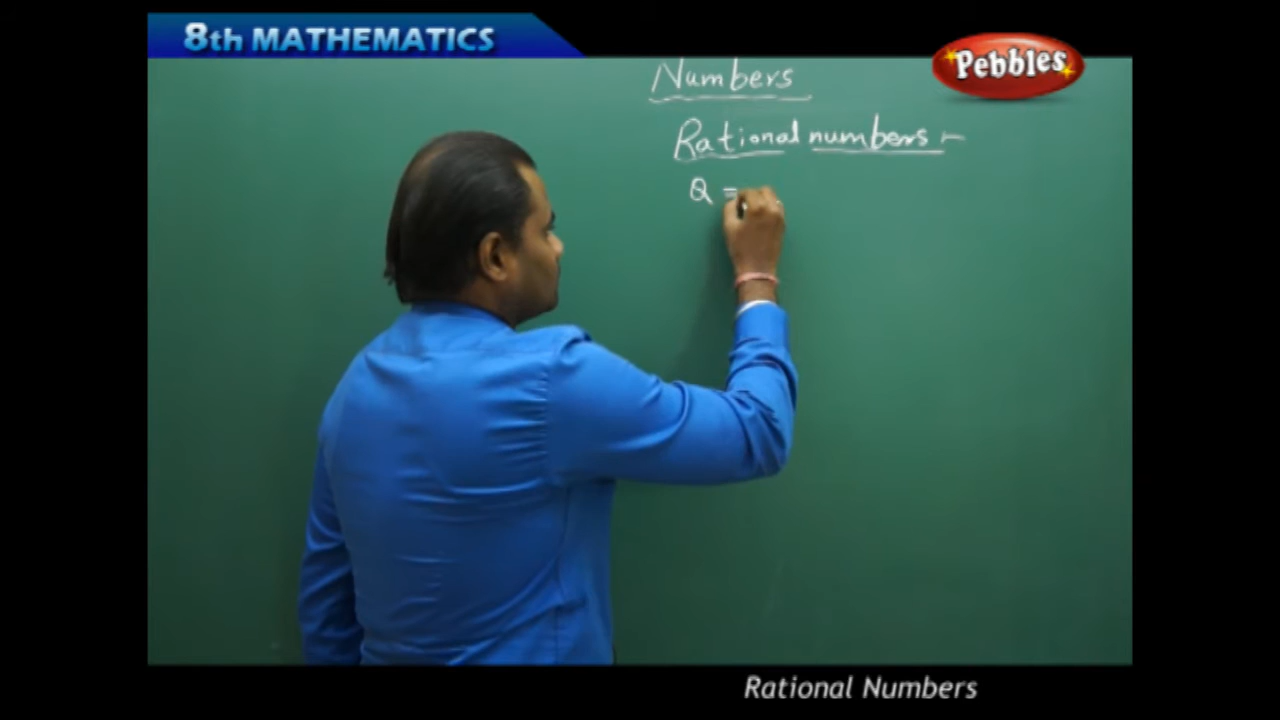 8th MATHEMATICS
Pebbles
Numbers
Rational numbers :-
Q =
Rational Numbers